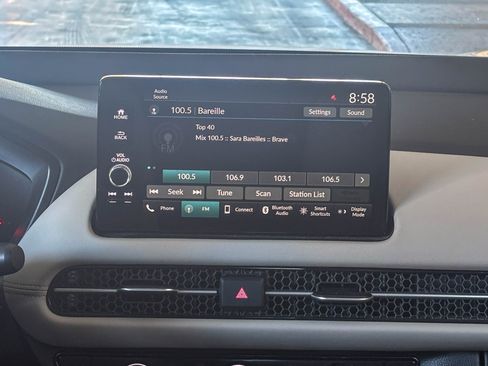 Audio
Source
8:58
HOME
BACK
VOL
AUDIO
100.5 Bareille
Settings
Sound
FM
Top 40
Mix 100.5 :: Sara Bareilles :: Brave
100.5
106.9
103.1
106.5
Seek
Tune
Scan
Station List
Phone
FM
Connect
Bluetooth
Audio
Smart
Shortcuts
Display
Mode